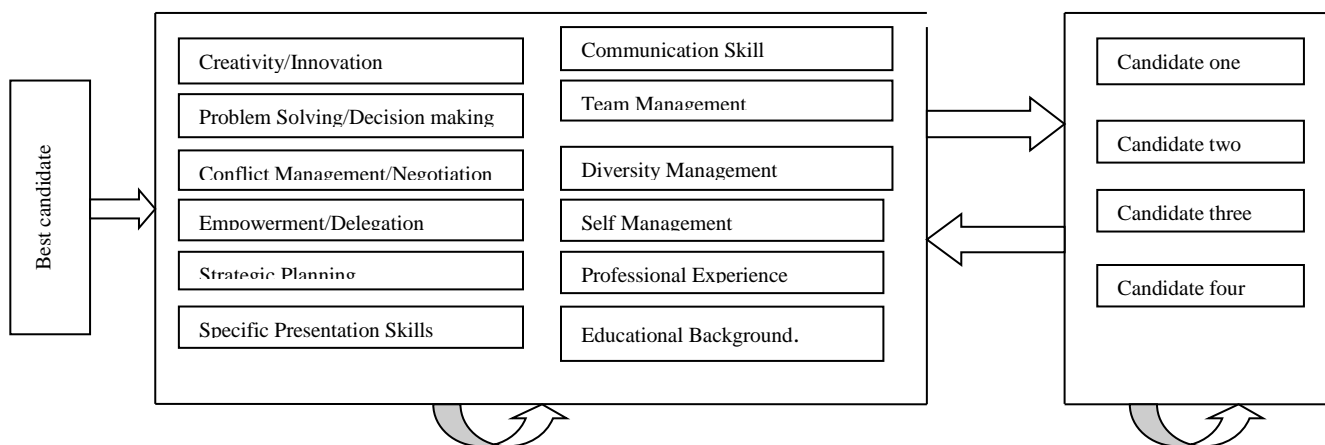 Best candidate
Creativity/Innovation
Problem Solving/Decision making
Conflict Management/Negotiation
Empowerment/Delegation
Strategic Planning
Specific Presentation Skills
Communication Skill
Team Management
Diversity Management
Self Management
Professional Experience
Educational Background.
Candidate one
Candidate two
Candidate three
Candidate four